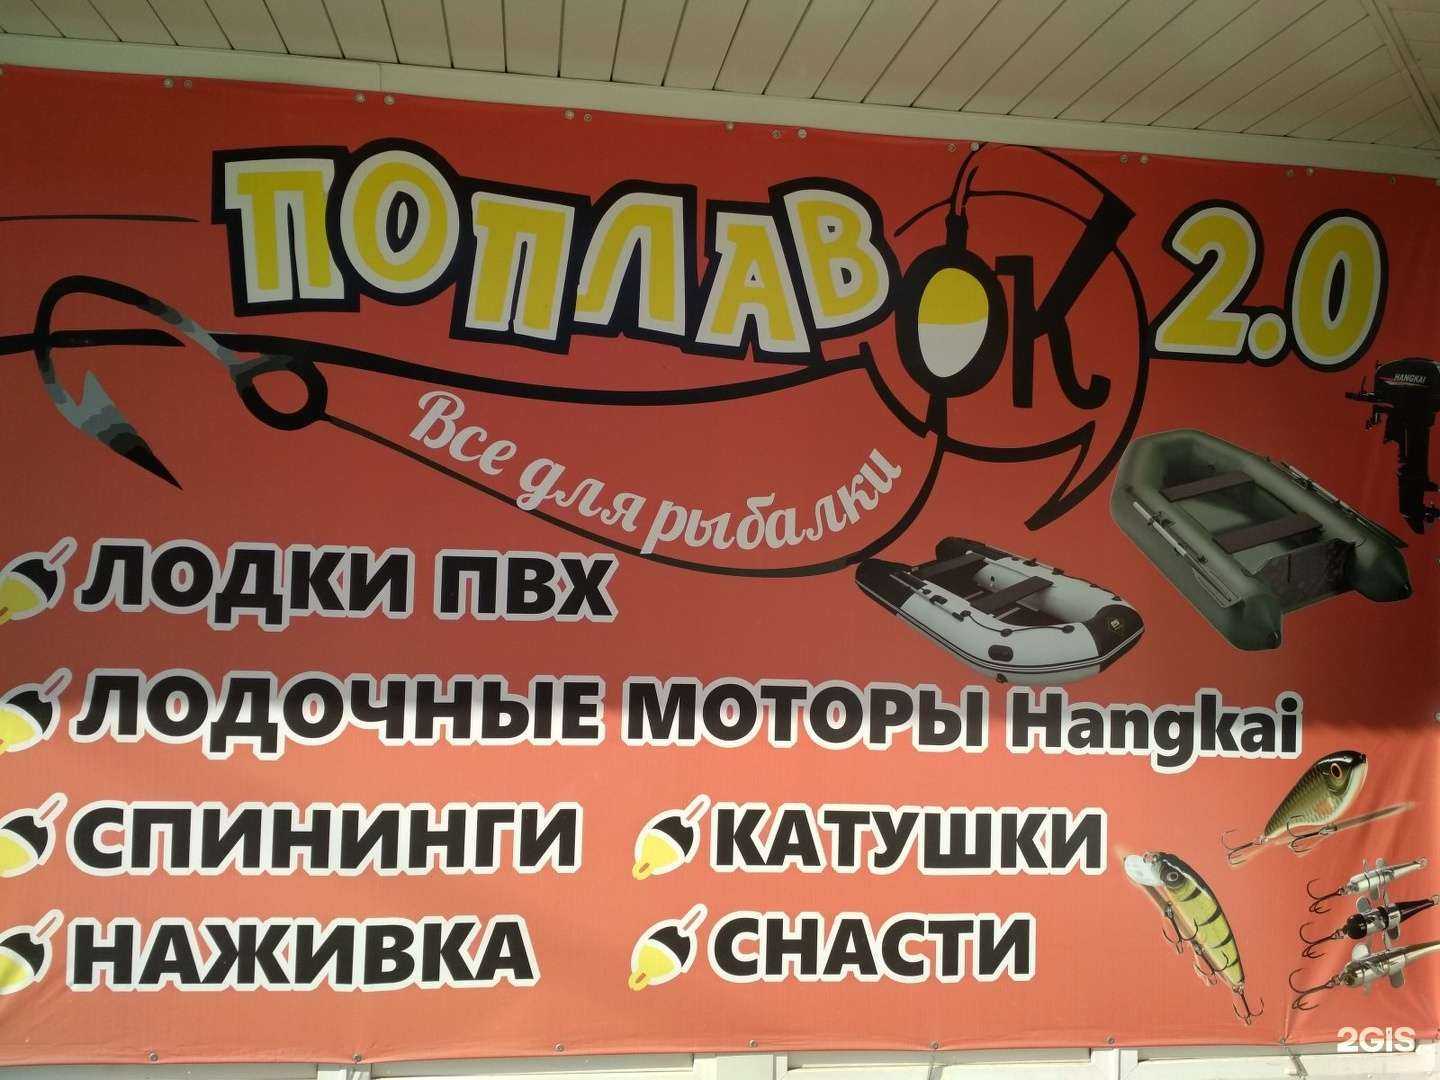 ПОПЛАВОК 2.0
HANGKAI
Все для рыбалки
ЛОДКИ ПВХ
ЛОДОЧНЫЕ МОТОРЫ Hangkai
СПИНИНГИ КАТУШКИ
НАЖИВКА СНАСТИ
2GIS